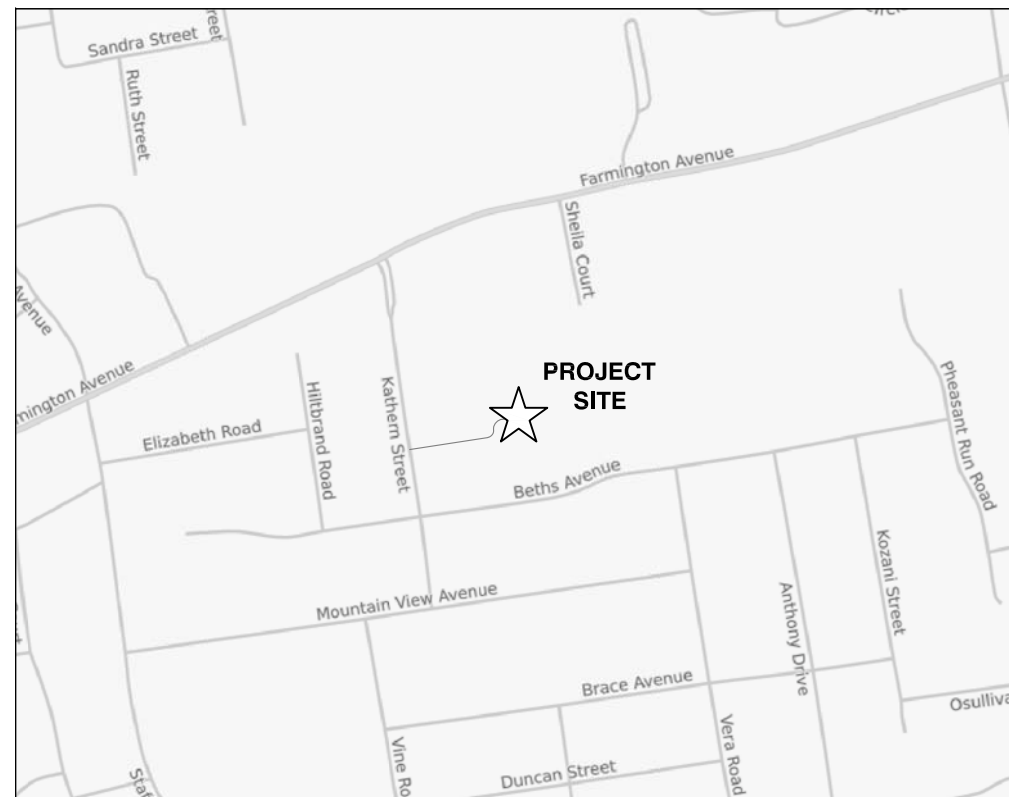 Sandra Street
Ruth Street
Farmington Avenue
Sheila Court
Avenue
mington Avenue
PROJECT
SITE
Kathern Street
Hiltbrand Road
Elizabeth Road
Pheasant Run Road
Beths Avenue
Kozani Street
Anthony Drive
Mountain View Avenue
Brace Avenue
Osulliva
Vera Road
Vine Ro
Duncan Street
Staf